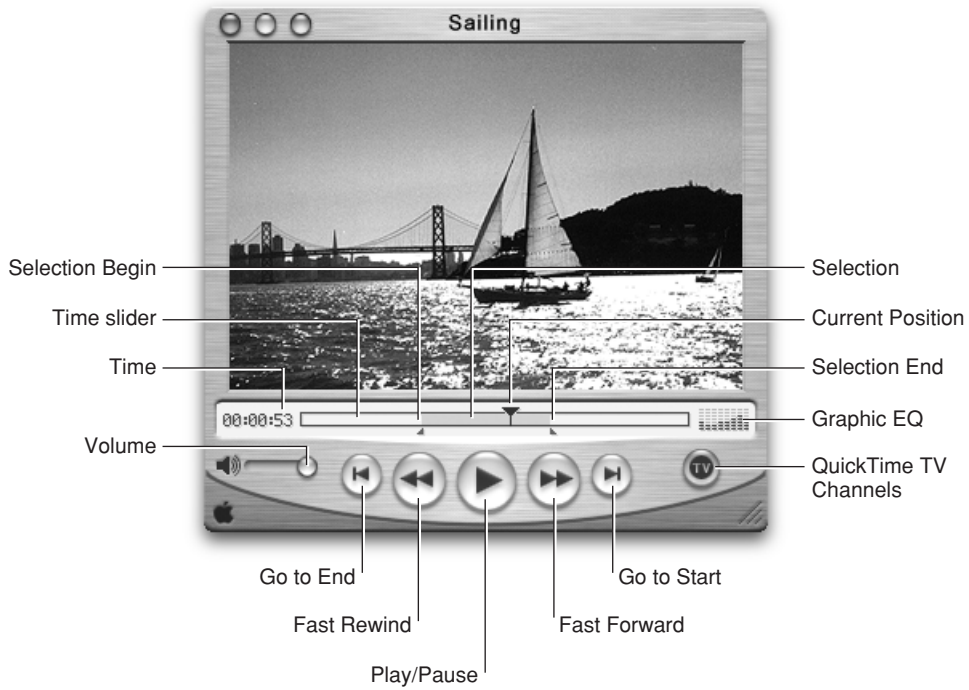 Sailing
Selection Begin
Selection
Time slider
Current Position
Time
Selection End
00:00:53
Graphic EQ
Volume
TV
QuickTime TV
Channels
Go to End
Go to Start
Fast Rewind
Fast Forward
Play/Pause